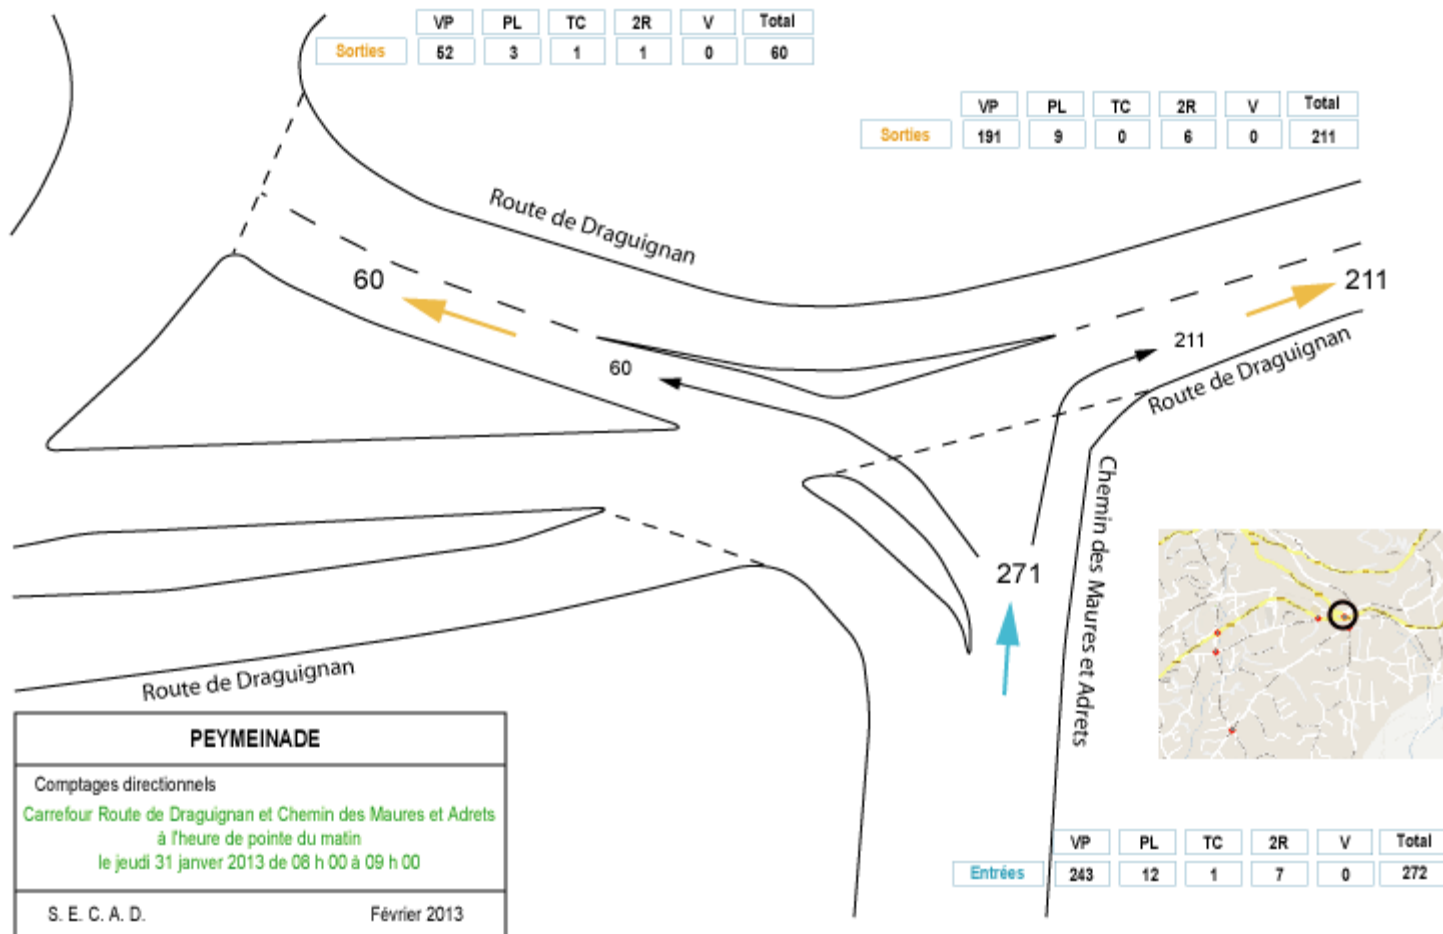 VP PL TC 2R V Total
Sorties 52 3 1 1 0 60
VP PL TC 2R V Total
Sorties 191 9 0 6 0 211
Route de Draguignan
60
211
211
60
Route de Draguignan
Chemin des Maures et Adrets
271
Route de Draguignan
PEYMEINADE
Comptages directionnels
Carrefour Route de Draguignan et Chemin des Maures et Adrets
à l'heure de pointe du matin
le jeudi 31 janver 2013 de 08 h 00 à 09 h 00
S. E. C. A. D. Février 2013
VP PL TC 2R V Total
Entrées 243 12 1 7 0 272